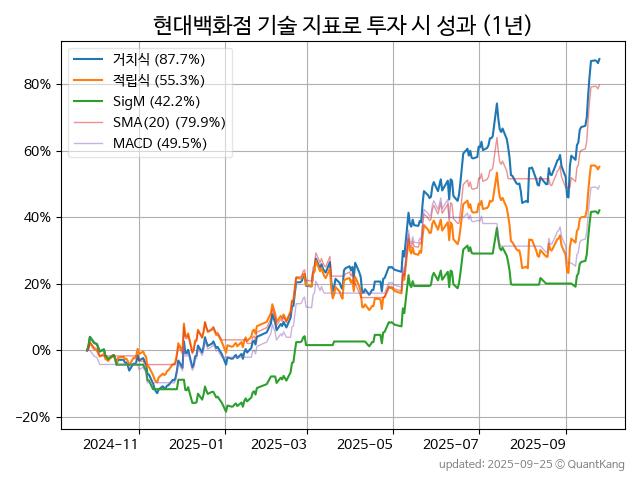 현대백화점 기술 지표로 투자 시 성과 (1년)
거치식 (87.7%)
적립식 (55.3%)
SigM (42.2%)
SMA(20) (79.9%)
MACD (49.5%)
80%
60%
40%
20%
0%
−20%
2024-11 2025-01 2025-03 2025-05 2025-07 2025-09
updated: 2025-09-25 © QuantKang